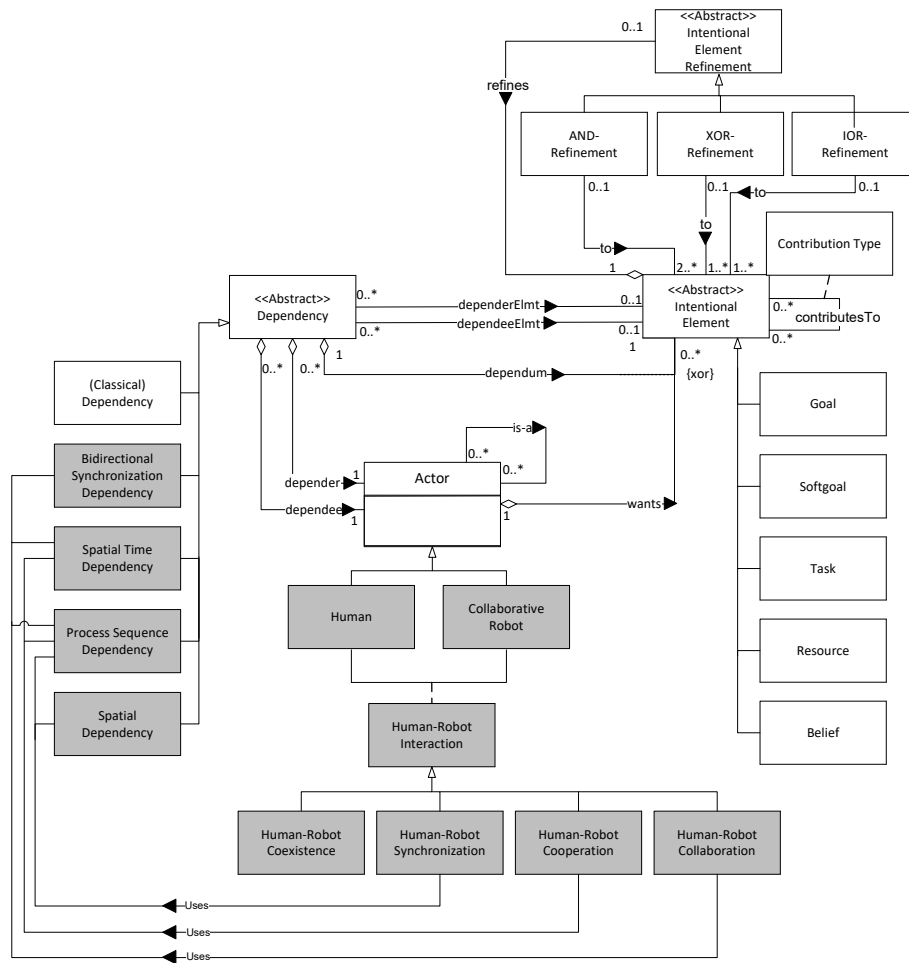 <<Abstract>>
Intentional
Element
Refinement
0..1
refines
AND-
Refinement
XOR-
Refinement
IOR-
Refinement
0..1
0..1
0..1
to
to
to
Contribution Type
1
2..*
1..*
1..*
<<Abstract>>
Dependency
0..*
dependerElmt
0..1
<<Abstract>>
Intentional
Element
0..*
contributesTo
0..*
0..*
dependeeElmt
0..1
0..*
0..*
1
dependum
1
0..*
{xor}
(Classical)
Dependency
Goal
is-a
0..*
0..*
Bidirectional
Synchronization
Dependency
depender
1
Actor
dependee
1
1
wants
Softgoal
Spatial Time
Dependency
Task
Human
Collaborative
Robot
Process Sequence
Dependency
Resource
Spatial
Dependency
Human-Robot
Interaction
Belief
Human-Robot
Coexistence
Human-Robot
Synchronization
Human-Robot
Cooperation
Human-Robot
Collaboration
Uses
Uses
Uses